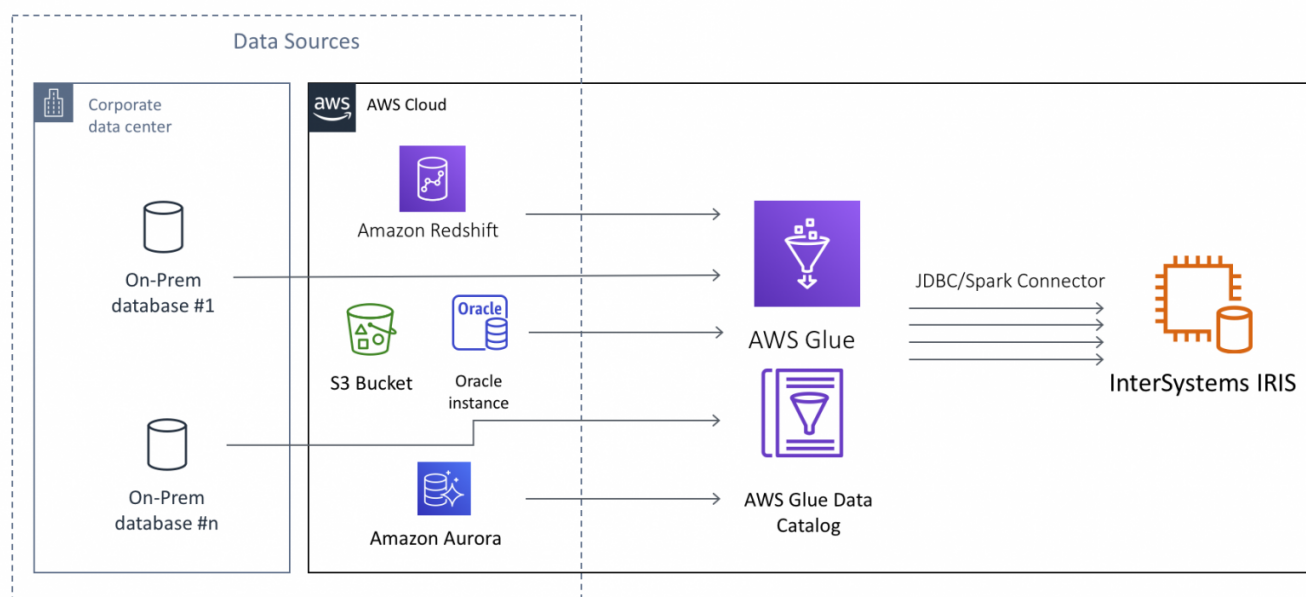 Data Sources
Corporate
data center
aws
AWS Cloud
Amazon Redshift
On-Prem
database #1
S3 Bucket
Oracle
Oracle
instance
On-Prem
database #n
Amazon Aurora
AWS Glue
AWS Glue Data
Catalog
JDBC/Spark Connector
InterSystems IRIS